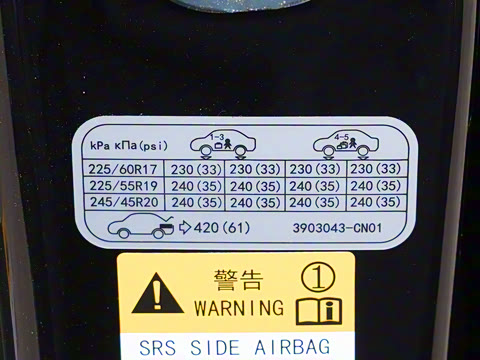 1-3 4-5
kPa кПа(psi)
225/60R17 230(33) 230(33) 230(33) 230(33)
225/55R19 240(35) 240(35) 240(35) 240(35)
245/45R20 240(35) 240(35) 240(35) 240(35)
420(61) 3903043-CN01
警告 1
WARNING
SRS SIDE AIRBAG